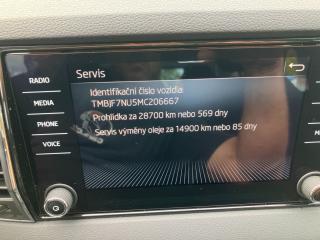 Servis
RADIO
MEDIA
PHONE
VOICE
Identifikační číslo vozidla:
TMBJF7NU5MC206667
Prohlídka za 28700 km nebo 569 dny
Servis výměny oleje za 14900 km nebo 85 dny